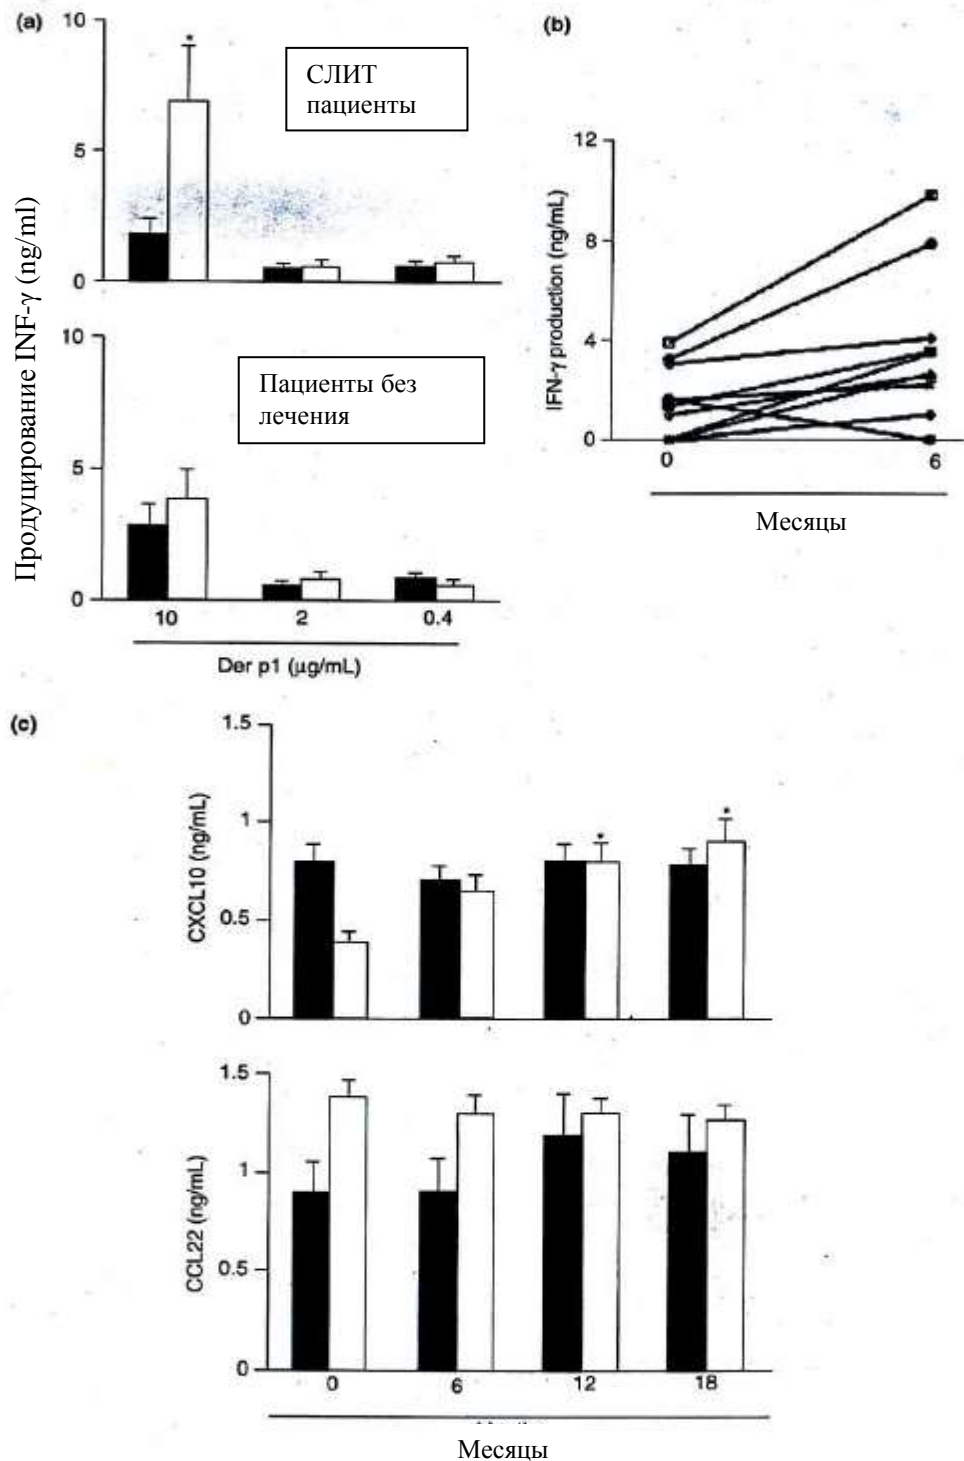 (a)
10
*
СЛИТ
пациенты
5
0
Продуцирование INF-γ (ng/ml)
10
Пациенты без
лечения
5
0
10 2 0.4
Der p1 (μg/mL)
(b)
12
8
4
0
IFN-γ production (ng/mL)
0 6
Месяцы
(c)
1.5
1
0.5
0
CXCL10 (ng/mL)
* *
1.5
1
0.5
0
CCL22 (ng/mL)
0 6 12 18
Месяцы